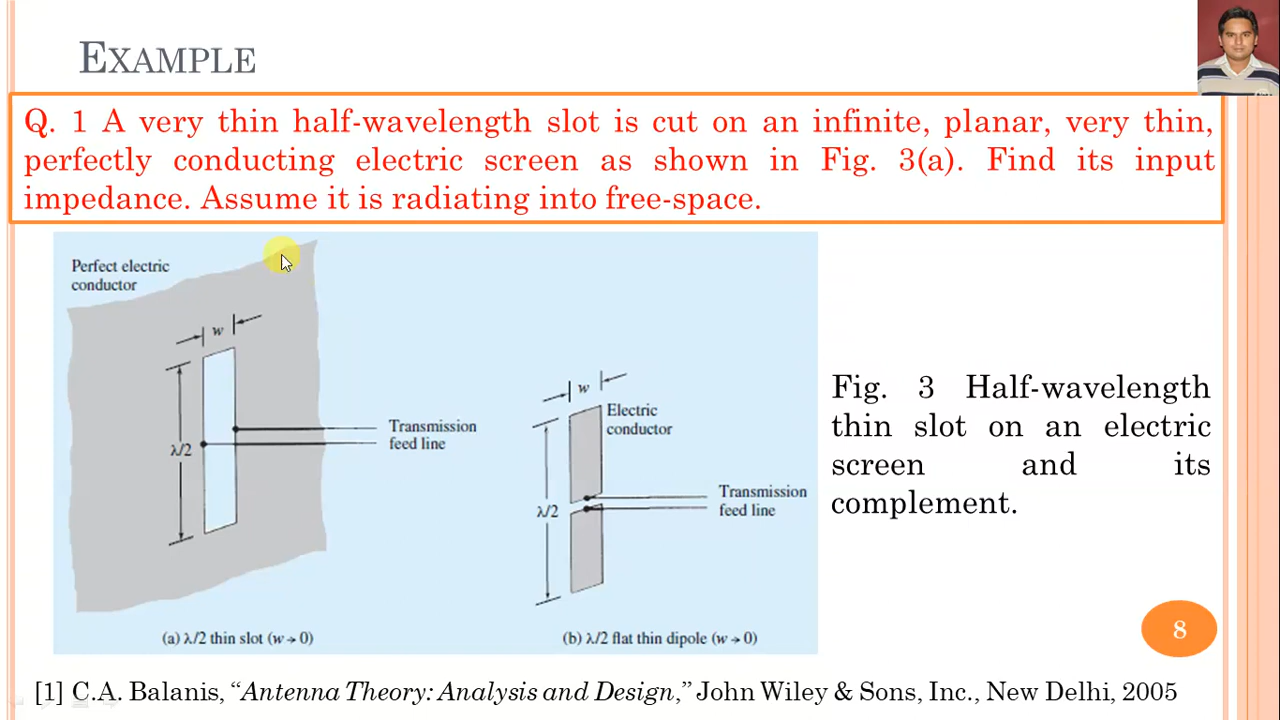 EXAMPLE
Q. 1 A very thin half-wavelength slot is cut on an infinite, planar, very thin,
perfectly conducting electric screen as shown in Fig. 3(a). Find its input
impedance. Assume it is radiating into free-space.
Perfect electric
conductor
w
λ/2
Transmission
feed line
(a) λ/2 thin slot (w → 0)
w
Electric
conductor
λ/2
Transmission
feed line
(b) λ/2 flat thin dipole (w → 0)
Fig. 3 Half-wavelength
thin slot on an electric
screen and its
complement.
8
[1] C.A. Balanis, “Antenna Theory: Analysis and Design,” John Wiley & Sons, Inc., New Delhi, 2005